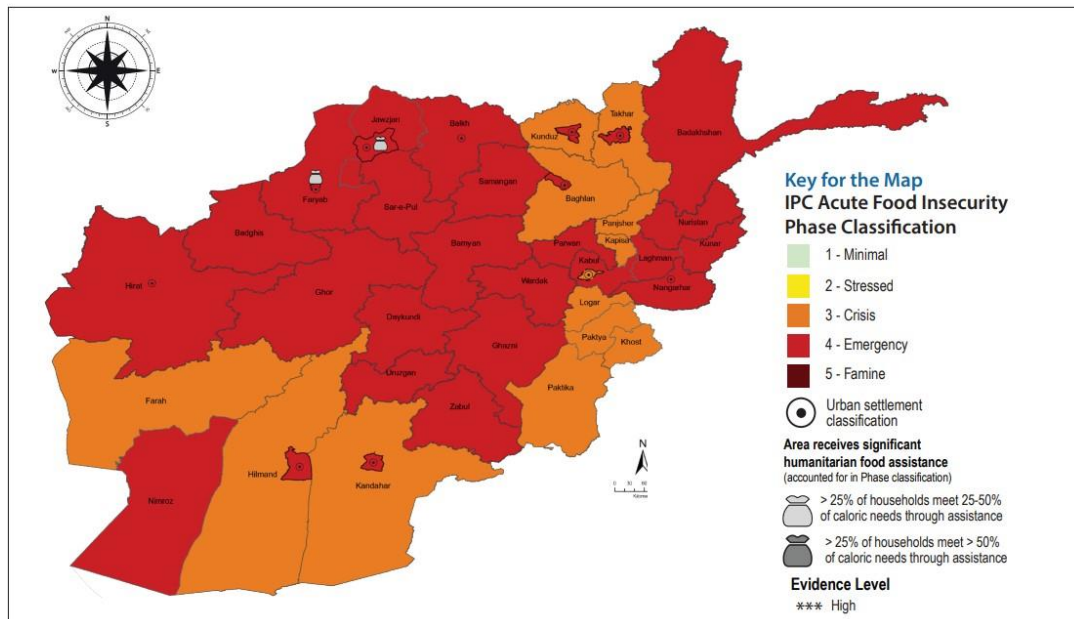 N
W
E
S
Jawzjan
Balkh
Kunduz
Takhar
Badakhshan
Faryab
Sar-e-Pul
Samangan
Baghlan
Panjsher
Kapisa
Nuristan
Kunar
Badghis
Bamyan
Parwan
Kabul
Laghman
Nangarhar
Hirat
Ghor
Wardak
Logar
Daykundi
Ghazni
Paktya
Khost
Uruzgan
Paktika
Farah
Zabul
Nimroz
Hilmand
Kandahar
N
Key for the Map
IPC Acute Food Insecurity
Phase Classification
1 - Minimal
2 - Stressed
3 - Crisis
4 - Emergency
5 - Famine
Urban settlement
classification
Area receives significant
humanitarian food assistance
(accounted for in Phase classification)
> 25% of households meet 25-50%
of caloric needs through assistance
> 25% of households meet > 50%
of caloric needs through assistance
Evidence Level
*** High